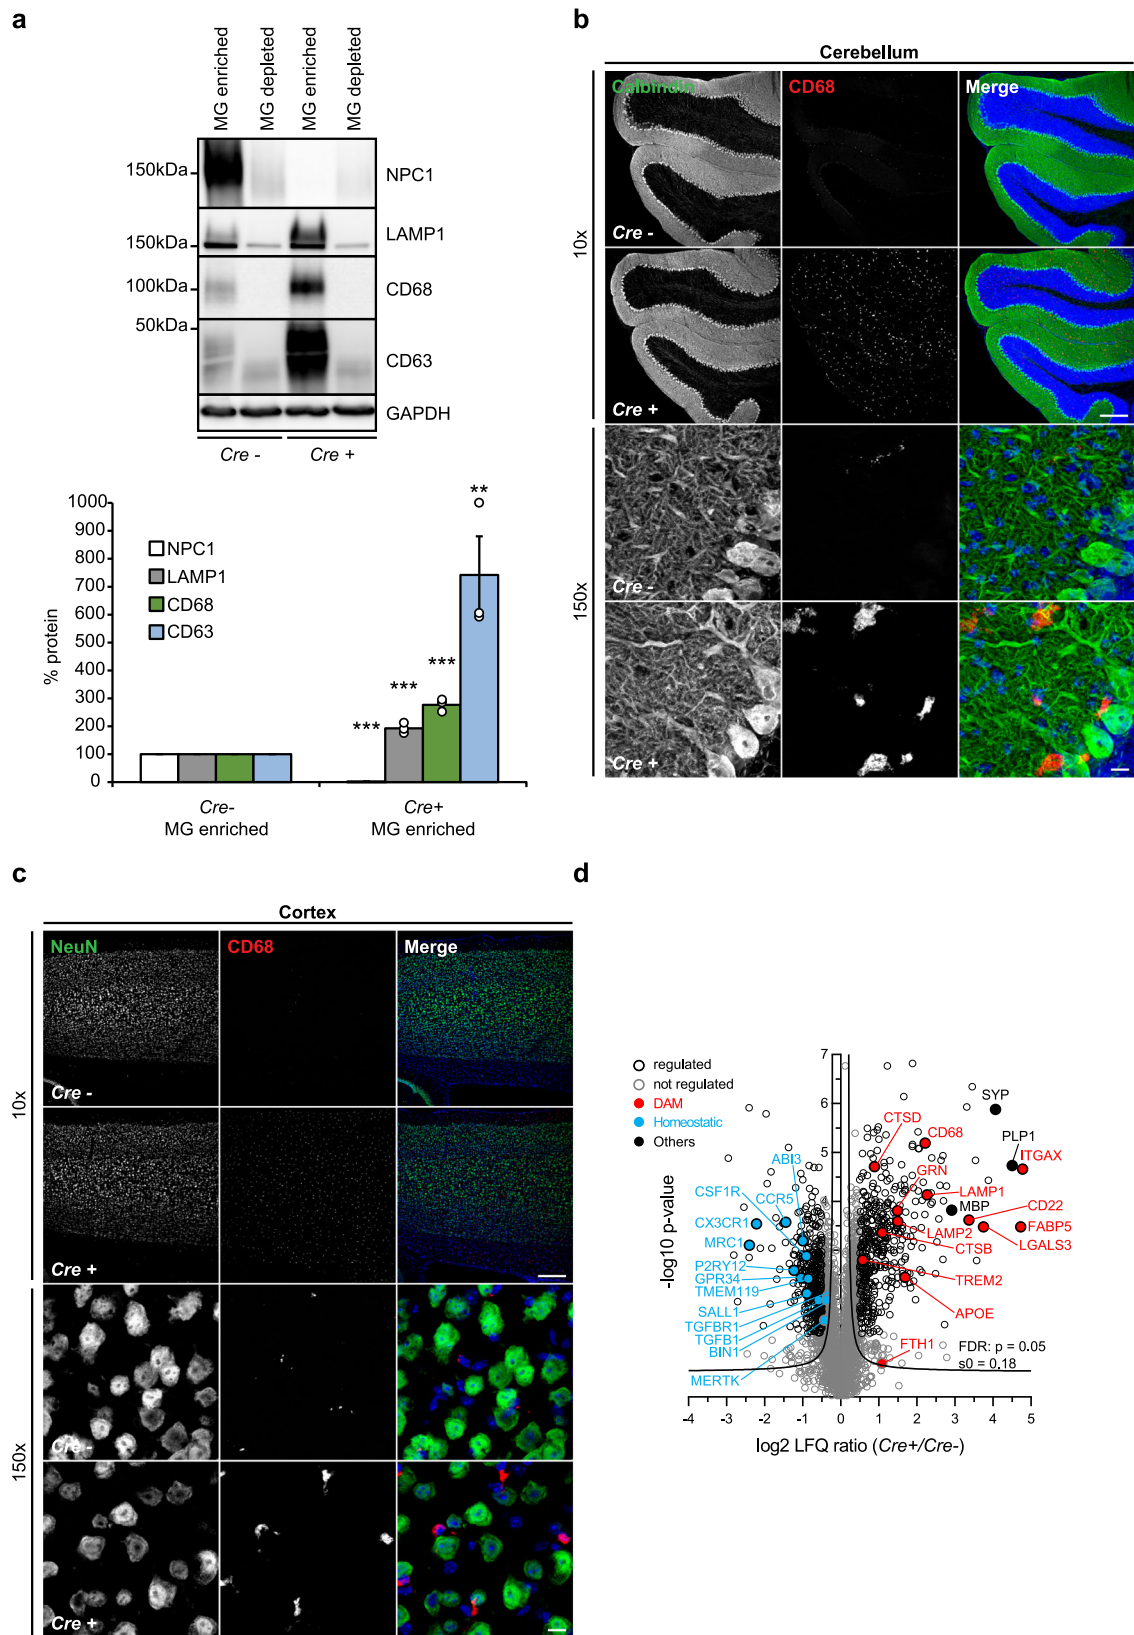 a
MG enriched
MG depleted
MG enriched
MG depleted
150kDa
NPC1
150kDa
LAMP1
100kDa
CD68
50kDa
CD63
GAPDH
Cre -
Cre +
1000
900
800
700
600
500
400
300
200
100
0
% protein
NPC1
LAMP1
CD68
CD63
***
***
***
**
Cre-
MG enriched
Cre+
MG enriched
b
Cerebellum
Calbindin
CD68
Merge
10x
Cre -
Cre +
150x
Cre -
Cre +
c
Cortex
NeuN
CD68
Merge
10x
Cre -
Cre +
150x
Cre -
Cre +
d
regulated
not regulated
DAM
Homeostatic
Others
7
6
5
4
3
2
1
0
-log10 p-value
-4 -3 -2 -1 0 1 2 3 4 5
log2 LFQ ratio (Cre+/Cre-)
SYP
CTSD
CD68
PLP1
ITGAX
GRN
LAMP1
MBP
CD22
LAMP2
FABP5
CTSB
LGALS3
TREM2
APOE
FTH1
FDR: p = 0.05
s0 = 0.18
ABI3
CSF1R
CCR5
CX3CR1
MRC1
P2RY12
GPR34
TMEM119
SALL1
TGFBR1
TGFB1
BIN1
MERTK